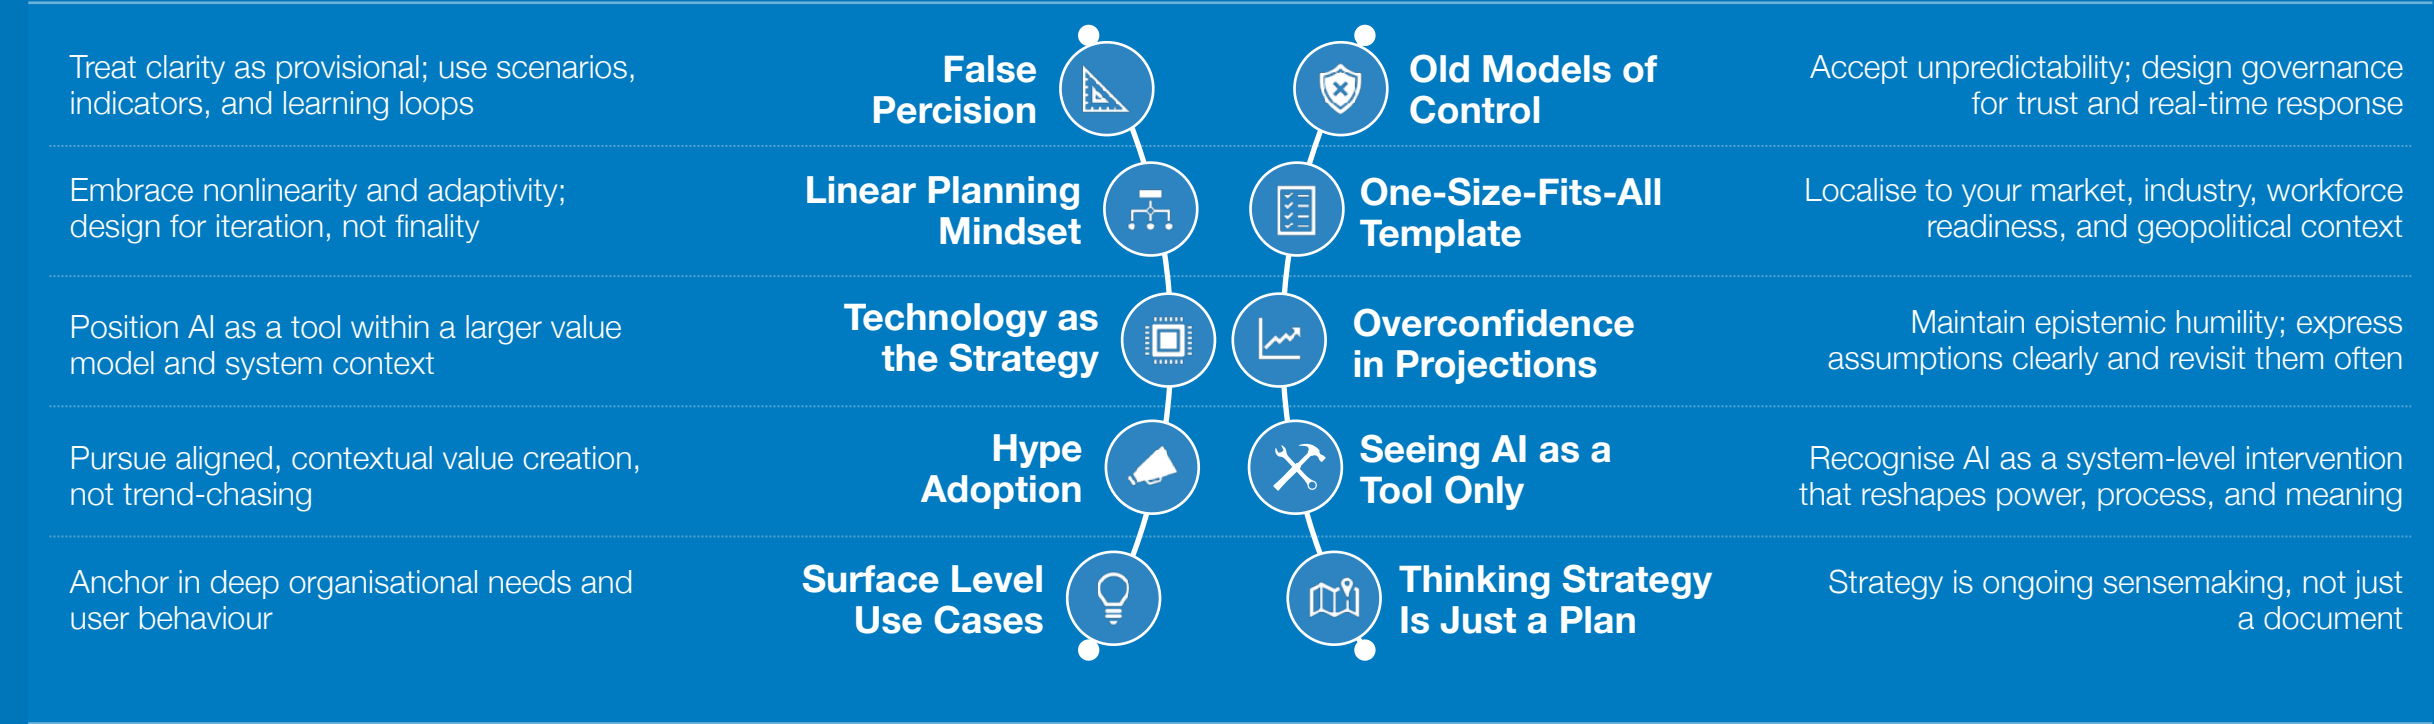 Treat clarity as provisional; use scenarios,
indicators, and learning loops
False
Percision
Old Models of
Control
Accept unpredictability; design governance
for trust and real-time response
Embrace nonlinearity and adaptivity;
design for iteration, not finality
Linear Planning
Mindset
One-Size-Fits-All
Template
Localise to your market, industry, workforce
readiness, and geopolitical context
Position AI as a tool within a larger value
model and system context
Technology as
the Strategy
Overconfidence
in Projections
Maintain epistemic humility; express
assumptions clearly and revisit them often
Pursue aligned, contextual value creation,
not trend-chasing
Hype
Adoption
Seeing AI as a
Tool Only
Recognise AI as a system-level intervention
that reshapes power, process, and meaning
Anchor in deep organisational needs and
user behaviour
Surface Level
Use Cases
Thinking Strategy
Is Just a Plan
Strategy is ongoing sensemaking, not just
a document